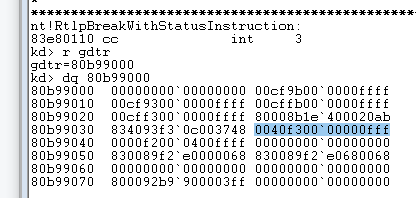 *
*******************************************************
nt!RtlpBreakWithStatusInstruction:
83e80110 cc              int     3
kd> r gdtr
gdtr=80b99000
kd> dq 80b99000
80b99000  00000000`00000000 00cf9b00`0000ffff
80b99010  00cf9300`0000ffff 00cffb00`0000ffff
80b99020  00cff300`0000ffff 80008b1e`400020ab
80b99030  834093f3`0c003748 0040f300`00000fff
80b99040  0000f200`0400ffff 00000000`00000000
80b99050  830089f2`e0000068 830089f2`e0680068
80b99060  00000000`00000000 00000000`00000000
80b99070  800092b9`900003ff 00000000`00000000